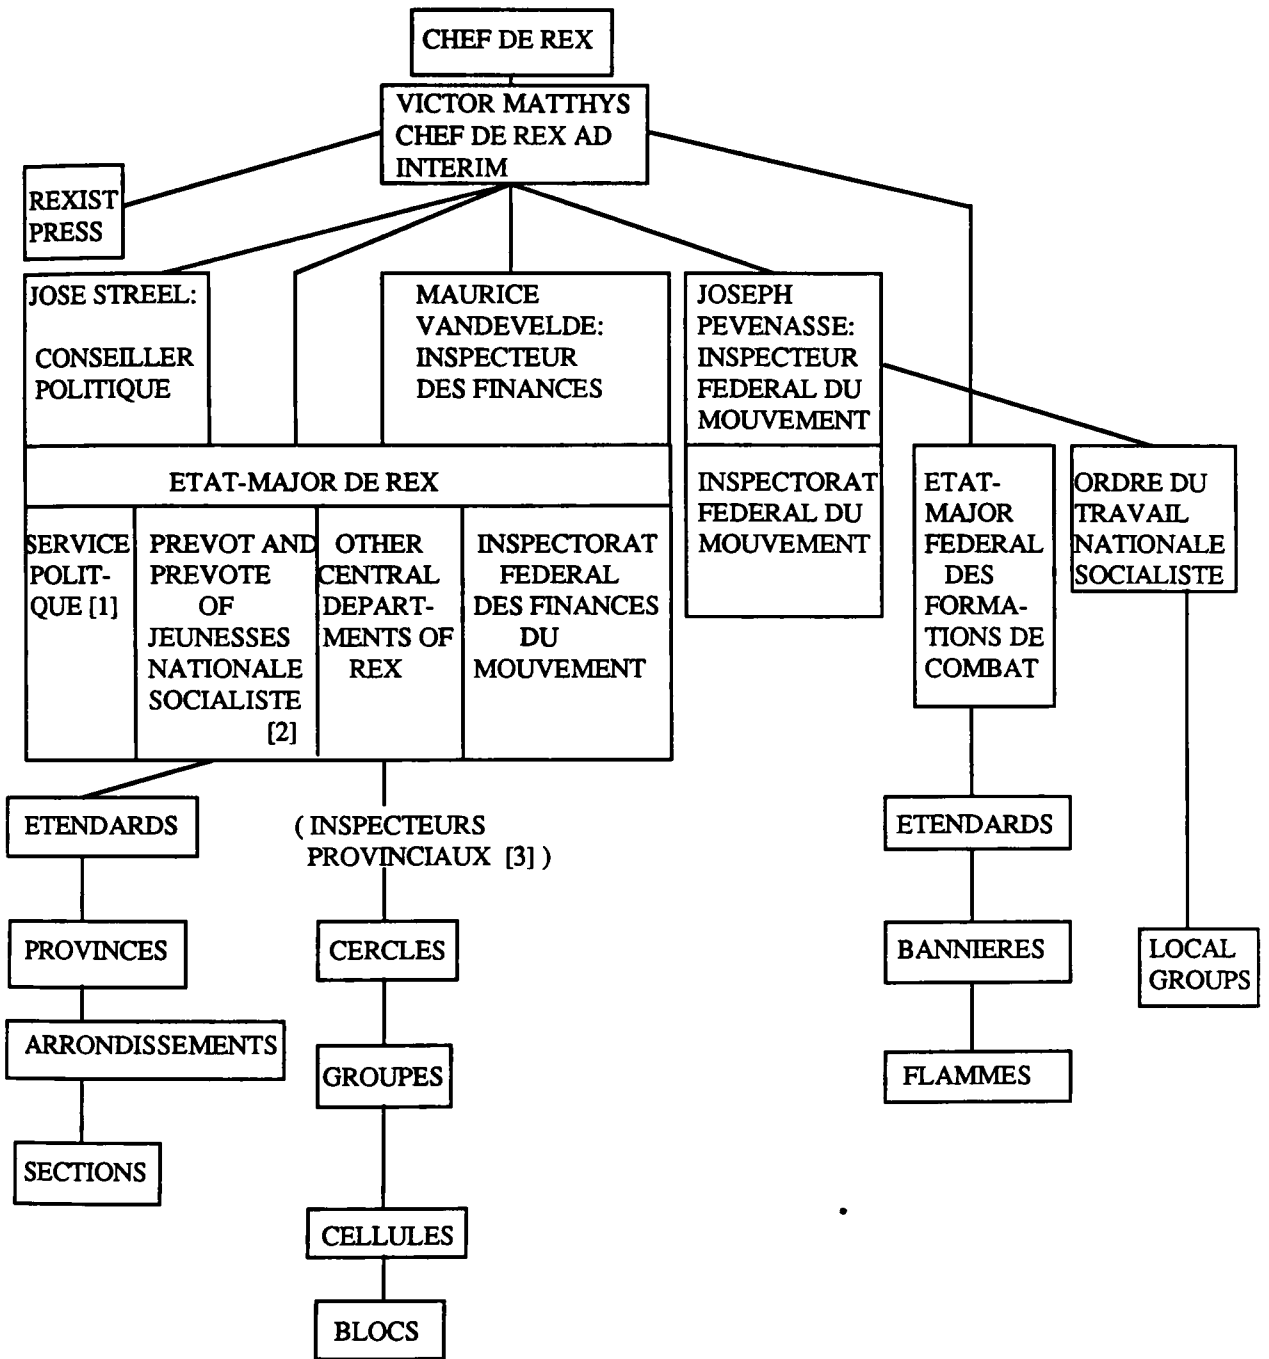 CHEF DE REX
VICTOR MATTHYS
CHEF DE REX AD
INTERIM
REXIST
PRESS
JOSE STREEL:
CONSEILLER
POLITIQUE
MAURICE
VANDEVELDE:
INSPECTEUR
DES FINANCES
JOSEPH
PEVENASSE:
INSPECTEUR
FEDERAL DU
MOUVEMENT
ETAT-MAJOR DE REX
SERVICE
POLIT-
QUE [1]
PREVOT AND
PREVOTE
OF
JEUNESSES
NATIONALE
SOCIALISTE
[2]
OTHER
CENTRAL
DEPART-
MENTS OF
REX
INSPECTORAT
FEDERAL
DES FINANCES
DU
MOUVEMENT
INSPECTORAT
FEDERAL DU
MOUVEMENT
ETAT-
MAJOR
FEDERAL
DES
FORMA-
TIONS DE
COMBAT
ORDRE DU
TRAVAIL
NATIONALE
SOCIALISTE
ETENDARDS
PROVINCES
ARRONDISSEMENTS
SECTIONS
( INSPECTEURS
PROVINCIAUX [3] )
CERCLES
GROUPES
CELLULES
BLOCS
ETENDARDS
BANNIERES
FLAMMES
LOCAL
GROUPS